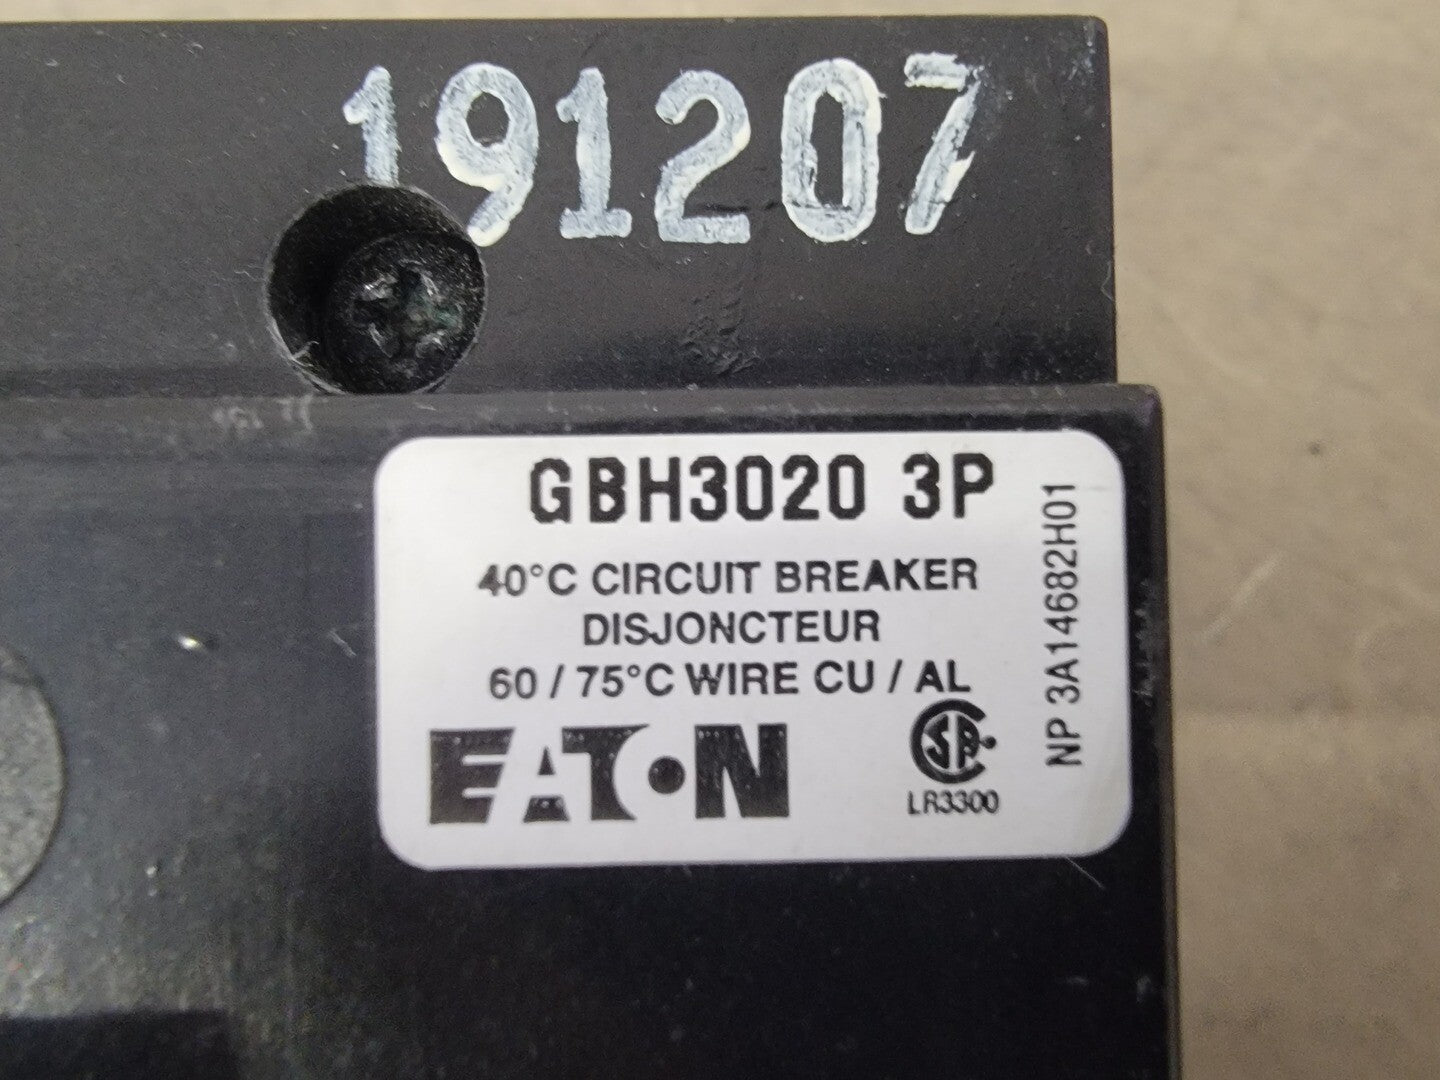 191207
GBH3020 3P
40°C CIRCUIT BREAKER
DISJONCTEUR
60 / 75°C WIRE CU / AL
EATON
LR3300
NP 3A14682H01